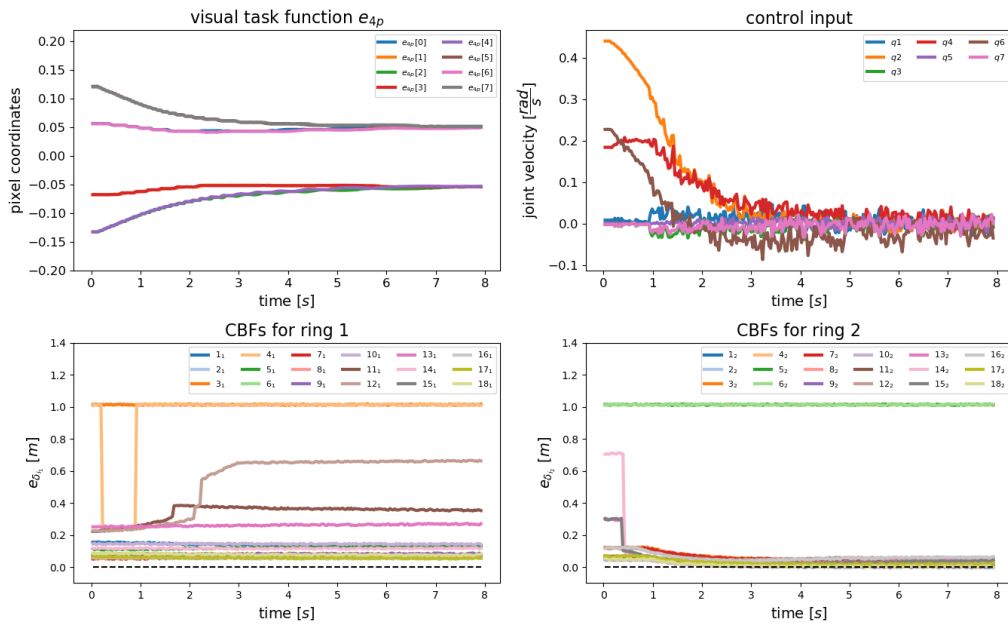 visual task function e₄ₚ
pixel coordinates
0.20
0.15
0.10
0.05
0.00
−0.05
−0.10
−0.15
−0.20
0 1 2 3 4 5 6 7 8
time [s]
e₄ₚ[0] e₄ₚ[4]
e₄ₚ[1] e₄ₚ[5]
e₄ₚ[2] e₄ₚ[6]
e₄ₚ[3] e₄ₚ[7]
control input
joint velocity [rad/s]
0.4
0.3
0.2
0.1
0.0
−0.1
0 1 2 3 4 5 6 7 8
time [s]
q1 q4 q6
q2 q5 q7
q3
CBFs for ring 1
e_{δ_{i₁}} [m]
1.4
1.2
1.0
0.8
0.6
0.4
0.2
0.0
0 1 2 3 4 5 6 7 8
time [s]
1₁ 4₁ 7₁ 10₁ 13₁ 16₁
2₁ 5₁ 8₁ 11₁ 14₁ 17₁
3₁ 6₁ 9₁ 12₁ 15₁ 18₁
CBFs for ring 2
e_{δ_{i₂}} [m]
1.4
1.2
1.0
0.8
0.6
0.4
0.2
0.0
0 1 2 3 4 5 6 7 8
time [s]
1₂ 4₂ 7₂ 10₂ 13₂ 16₂
2₂ 5₂ 8₂ 11₂ 14₂ 17₂
3₂ 6₂ 9₂ 12₂ 15₂ 18₂